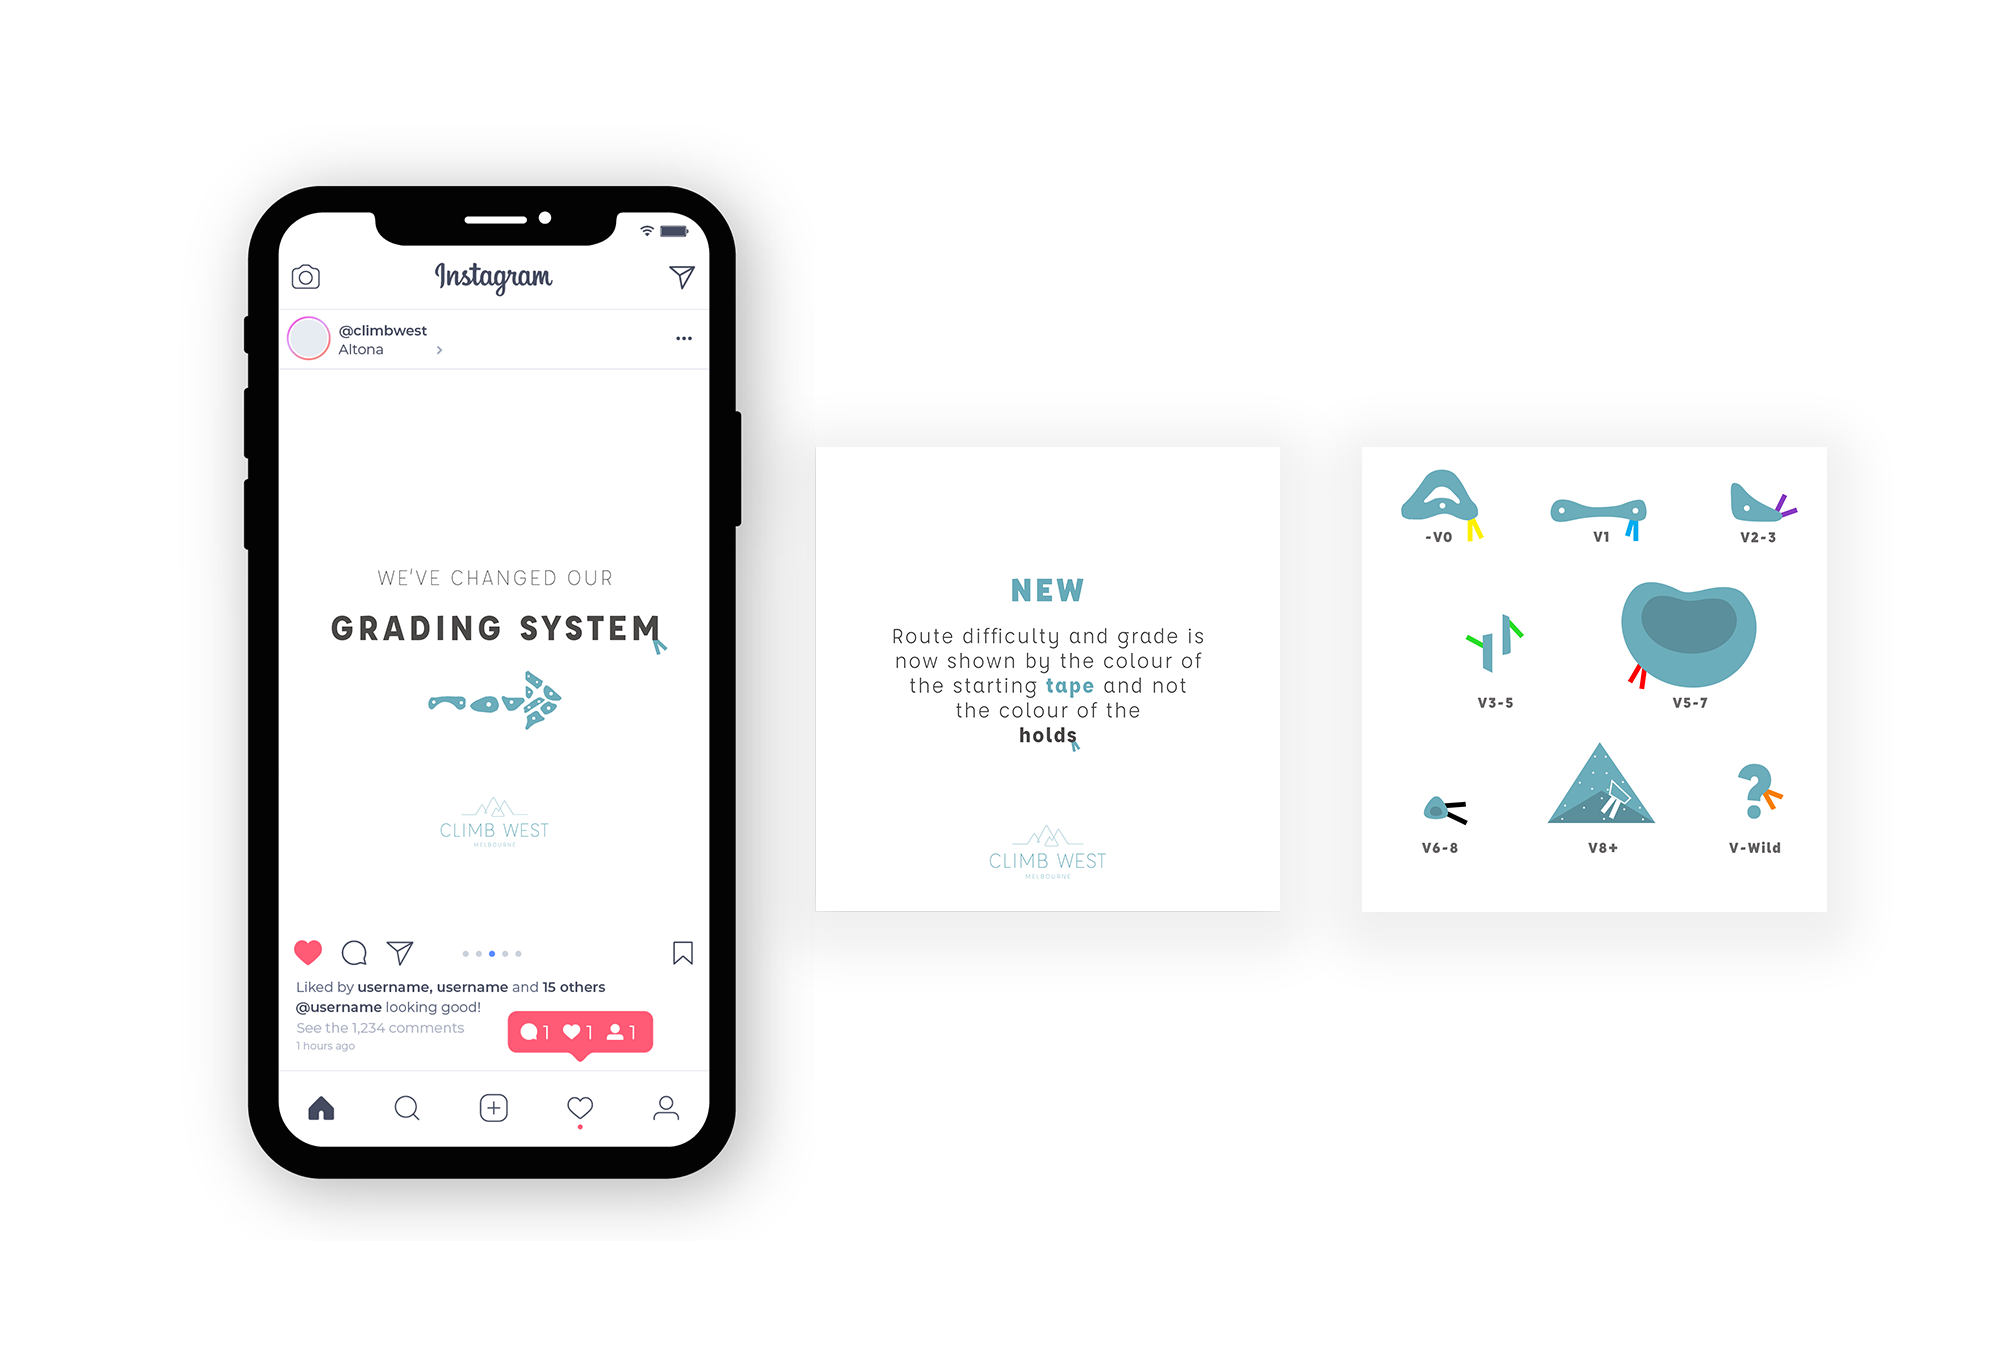 Instagram
@climbwest
Altona
WE'VE CHANGED OUR
GRADING SYSTEM
CLIMB WEST
MELBOURNE
Liked by username, username and 15 others
@username looking good!
See the 1,234 comments
1 hours ago
1 1 1
NEW
Route difficulty and grade is
now shown by the colour of
the starting tape and not
the colour of the
holds
CLIMB WEST
MELBOURNE
-V0 V1 V2-3
V3-5 V5-7
V6-8 V8+ V-Wild